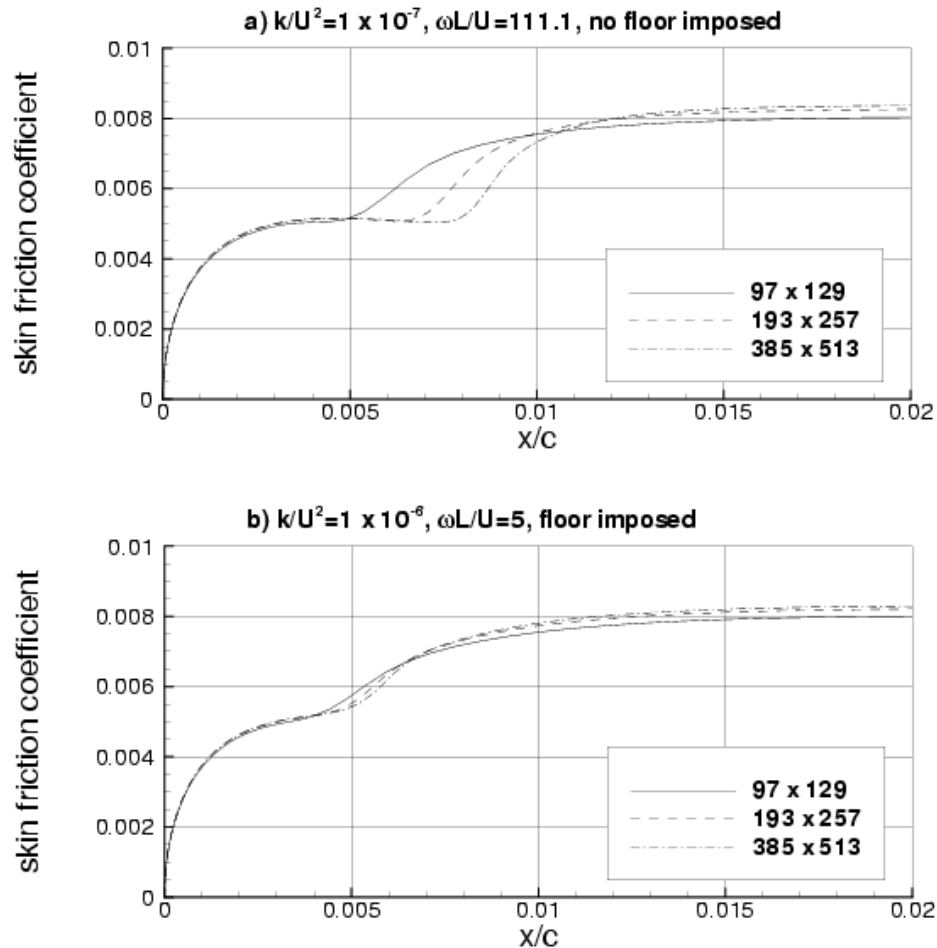 a) k/U²=1 x 10⁻⁷, ωL/U=111.1, no floor imposed
skin friction coefficient
0.01
0.008
0.006
0.004
0.002
0
97 x 129
193 x 257
385 x 513
0 0.005 0.01 0.015 0.02
x/c
b) k/U²=1 x 10⁻⁶, ωL/U=5, floor imposed
skin friction coefficient
0.01
0.008
0.006
0.004
0.002
0
97 x 129
193 x 257
385 x 513
0 0.005 0.01 0.015 0.02
x/c